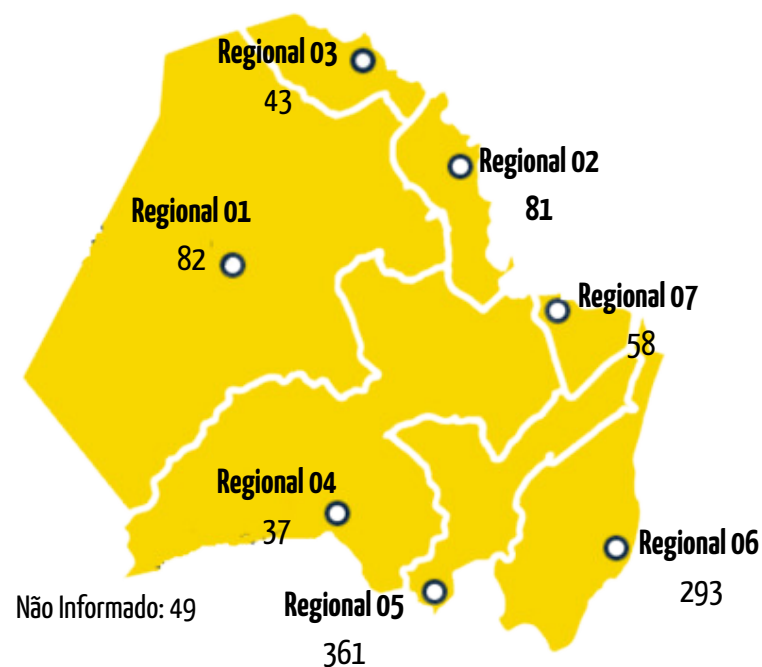 Regional 03
43
Regional 02
81
Regional 01
82
Regional 07
58
Regional 04
37
Regional 06
293
Não Informado: 49
Regional 05
361